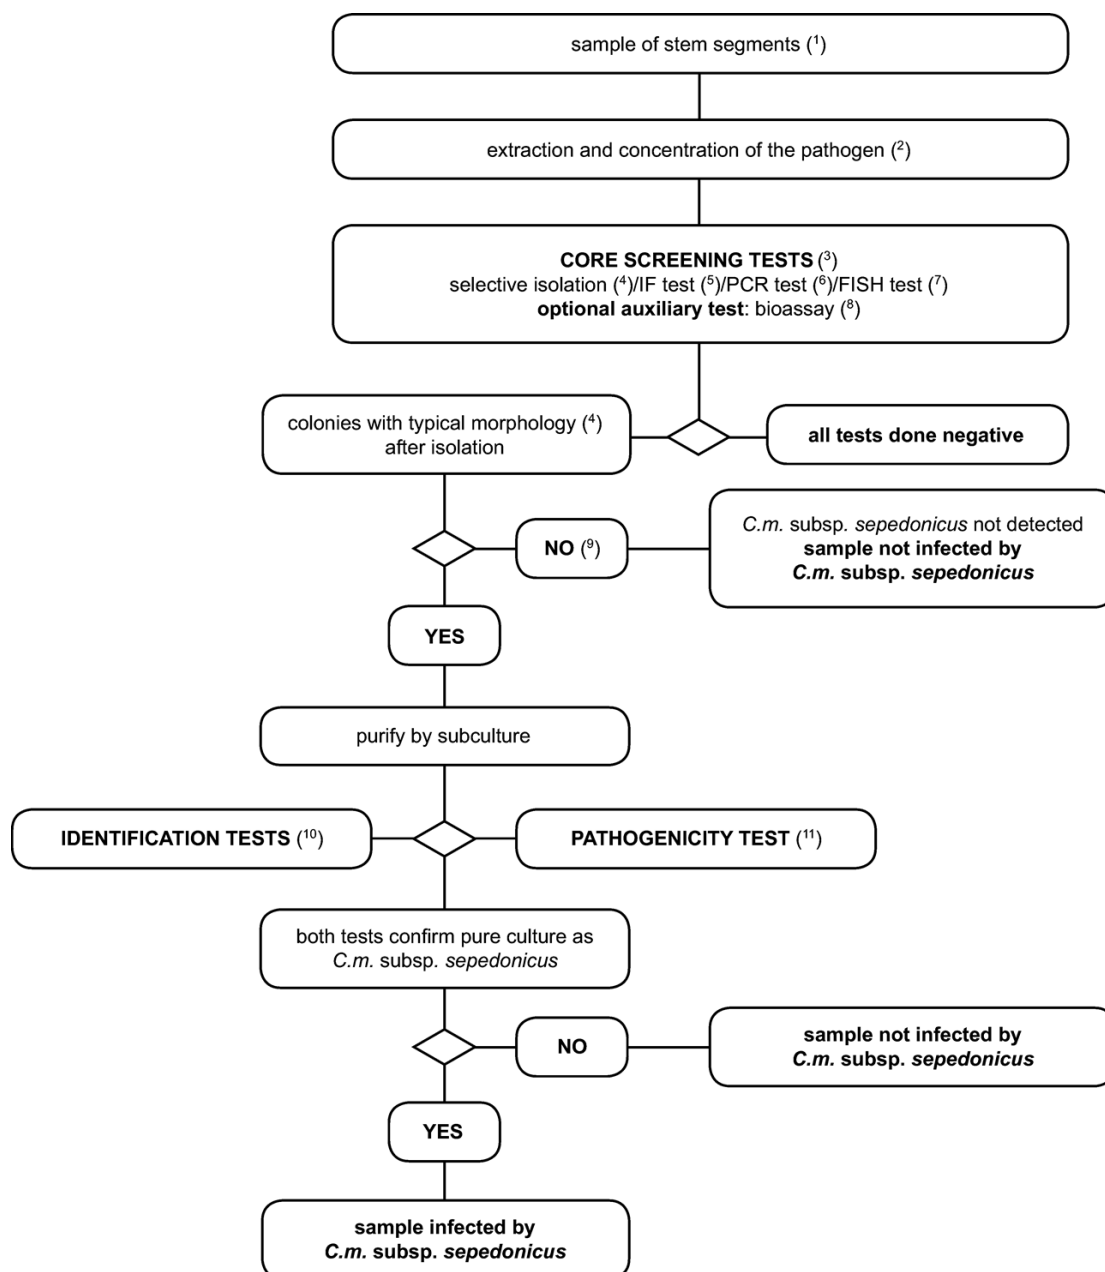 sample of stem segments (¹)
extraction and concentration of the pathogen (²)
CORE SCREENING TESTS (³)
selective isolation (⁴)/IF test (⁵)/PCR test (⁶)/FISH test (⁷)
optional auxiliary test: bioassay (⁸)
colonies with typical morphology (⁴)
after isolation
all tests done negative
NO (⁹)
C.m. subsp. sepedonicus not detected
sample not infected by
C.m. subsp. sepedonicus
YES
purify by subculture
IDENTIFICATION TESTS (¹⁰)
PATHOGENICITY TEST (¹¹)
both tests confirm pure culture as
C.m. subsp. sepedonicus
NO
sample not infected by
C.m. subsp. sepedonicus
YES
sample infected by
C.m. subsp. sepedonicus